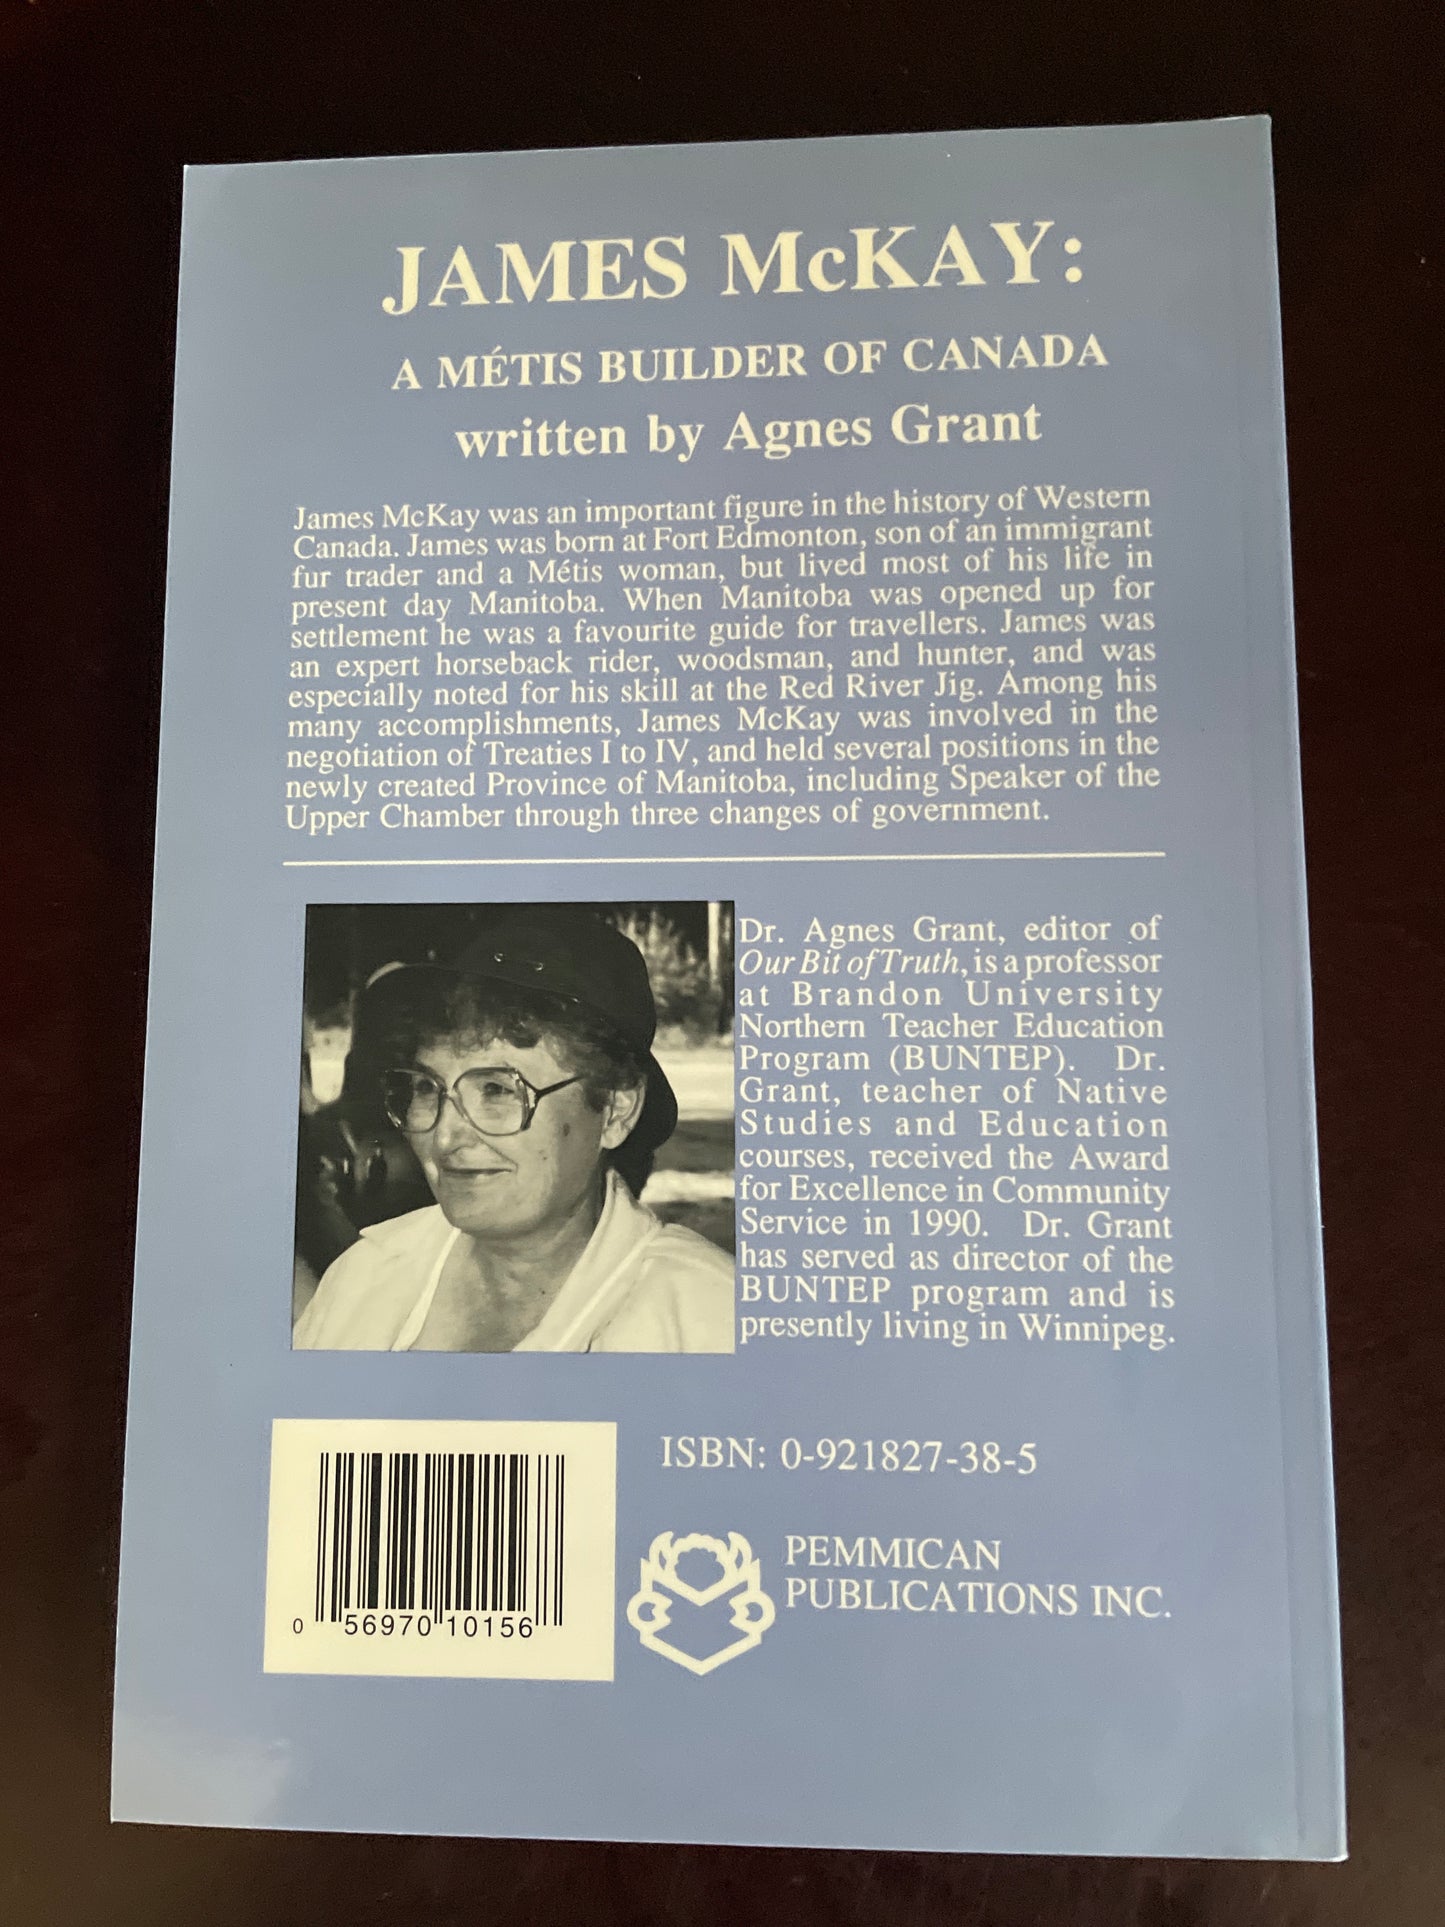 JAMES McKAY:
A MÉTIS BUILDER OF CANADA
written by Agnes Grant
James McKay was an important figure in the history of Western
Canada. James was born at Fort Edmonton, son of an immigrant
fur trader and a Métis woman, but lived most of his life in
present day Manitoba. When Manitoba was opened up for
settlement he was a favourite guide for travellers. James was
an expert horseback rider, woodsman, and hunter, and was
especially noted for his skill at the Red River Jig. Among his
many accomplishments, James McKay was involved in the
negotiation of Treaties I to IV, and held several positions in the
newly created Province of Manitoba, including Speaker of the
Upper Chamber through three changes of government.
Dr. Agnes Grant, editor of
Our Bit of Truth, is a professor
at Brandon University
Northern Teacher Education
Program (BUNTEP). Dr.
Grant, teacher of Native
Studies and Education
courses, received the Award
for Excellence in Community
Service in 1990. Dr. Grant
has served as director of the
BUNTEP program and is
presently living in Winnipeg.
ISBN: 0-921827-38-5
PEMMICAN
PUBLICATIONS INC.
0 56970 10156